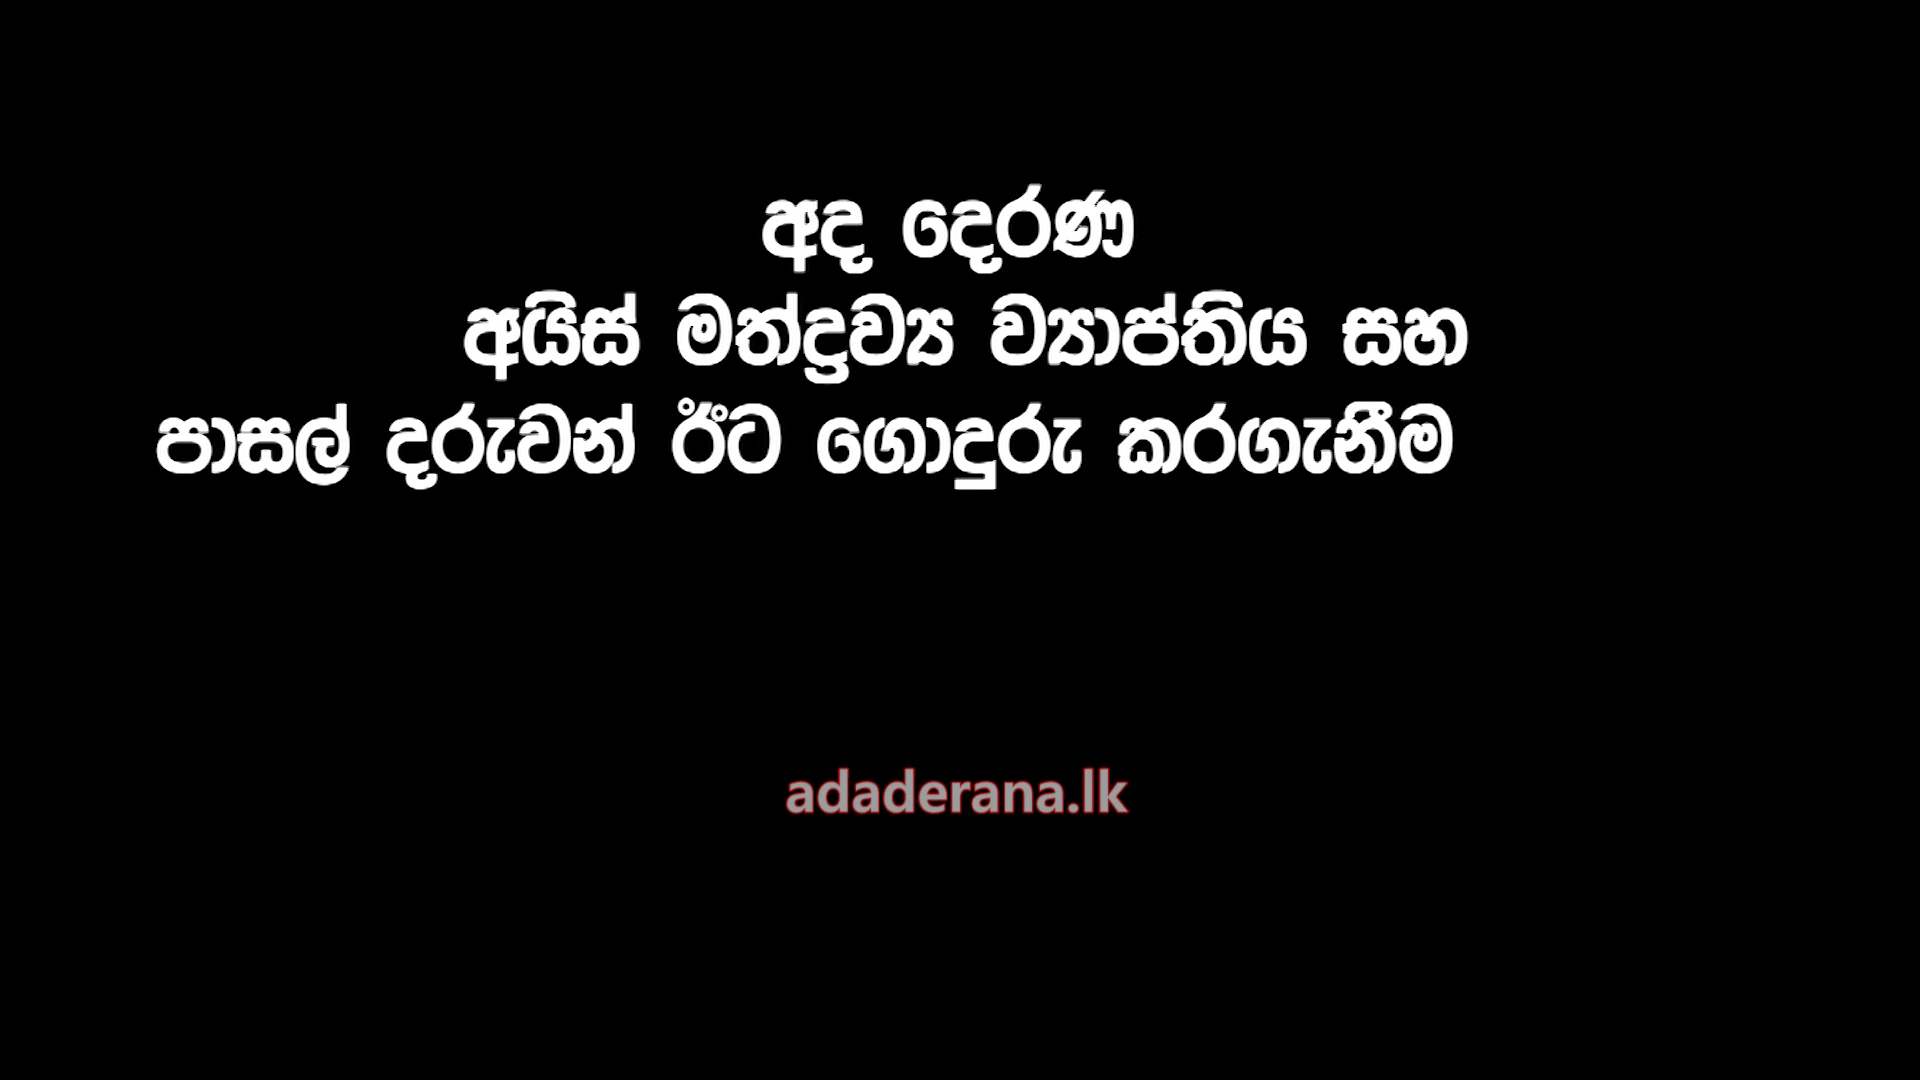 අද දෙරණ
අයිස් මත්ද්‍රව්‍ය ව්‍යාප්තිය සහ
පාසල් දරුවන් ඊට ගොදුරු කරගැනීම
adaderana.lk